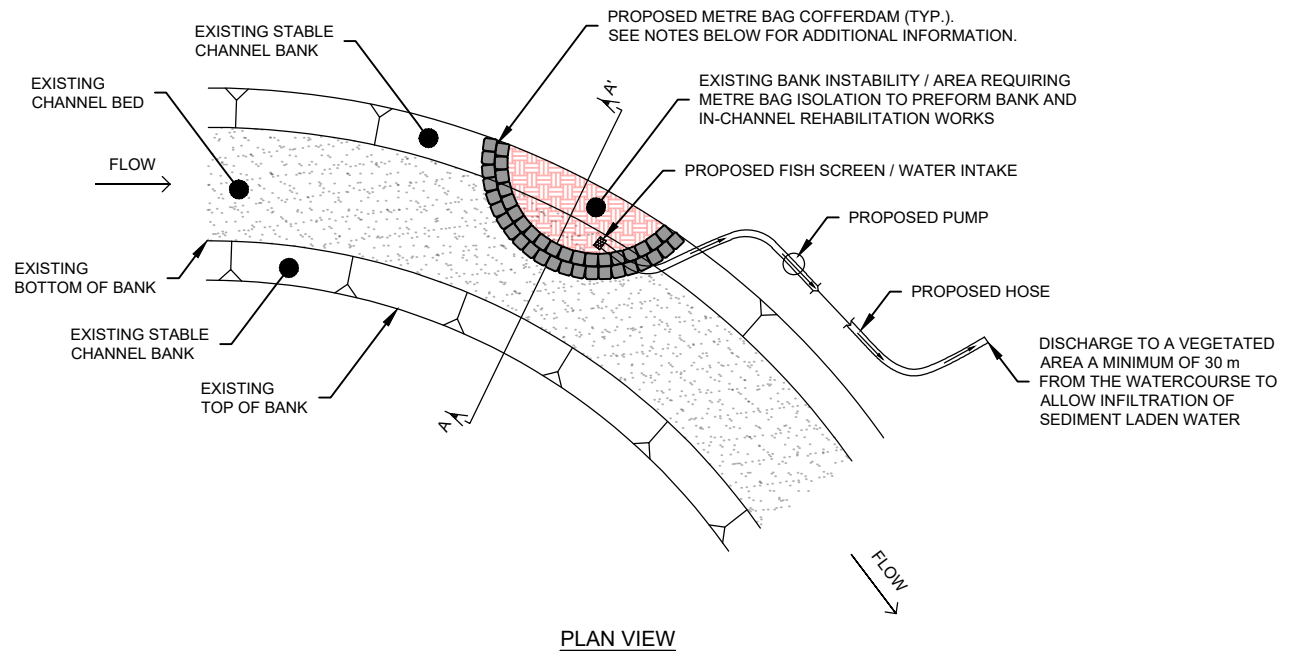 PROPOSED METRE BAG COFFERDAM (TYP.).
SEE NOTES BELOW FOR ADDITIONAL INFORMATION.
EXISTING STABLE
CHANNEL BANK
EXISTING
CHANNEL BED
A'
EXISTING BANK INSTABILITY / AREA REQUIRING
METRE BAG ISOLATION TO PREFORM BANK AND
IN-CHANNEL REHABILITATION WORKS
FLOW
PROPOSED FISH SCREEN / WATER INTAKE
PROPOSED PUMP
EXISTING
BOTTOM OF BANK
PROPOSED HOSE
EXISTING STABLE
CHANNEL BANK
DISCHARGE TO A VEGETATED
AREA A MINIMUM OF 30 m
FROM THE WATERCOURSE TO
ALLOW INFILTRATION OF
SEDIMENT LADEN WATER
EXISTING
TOP OF BANK
A
FLOW
PLAN VIEW